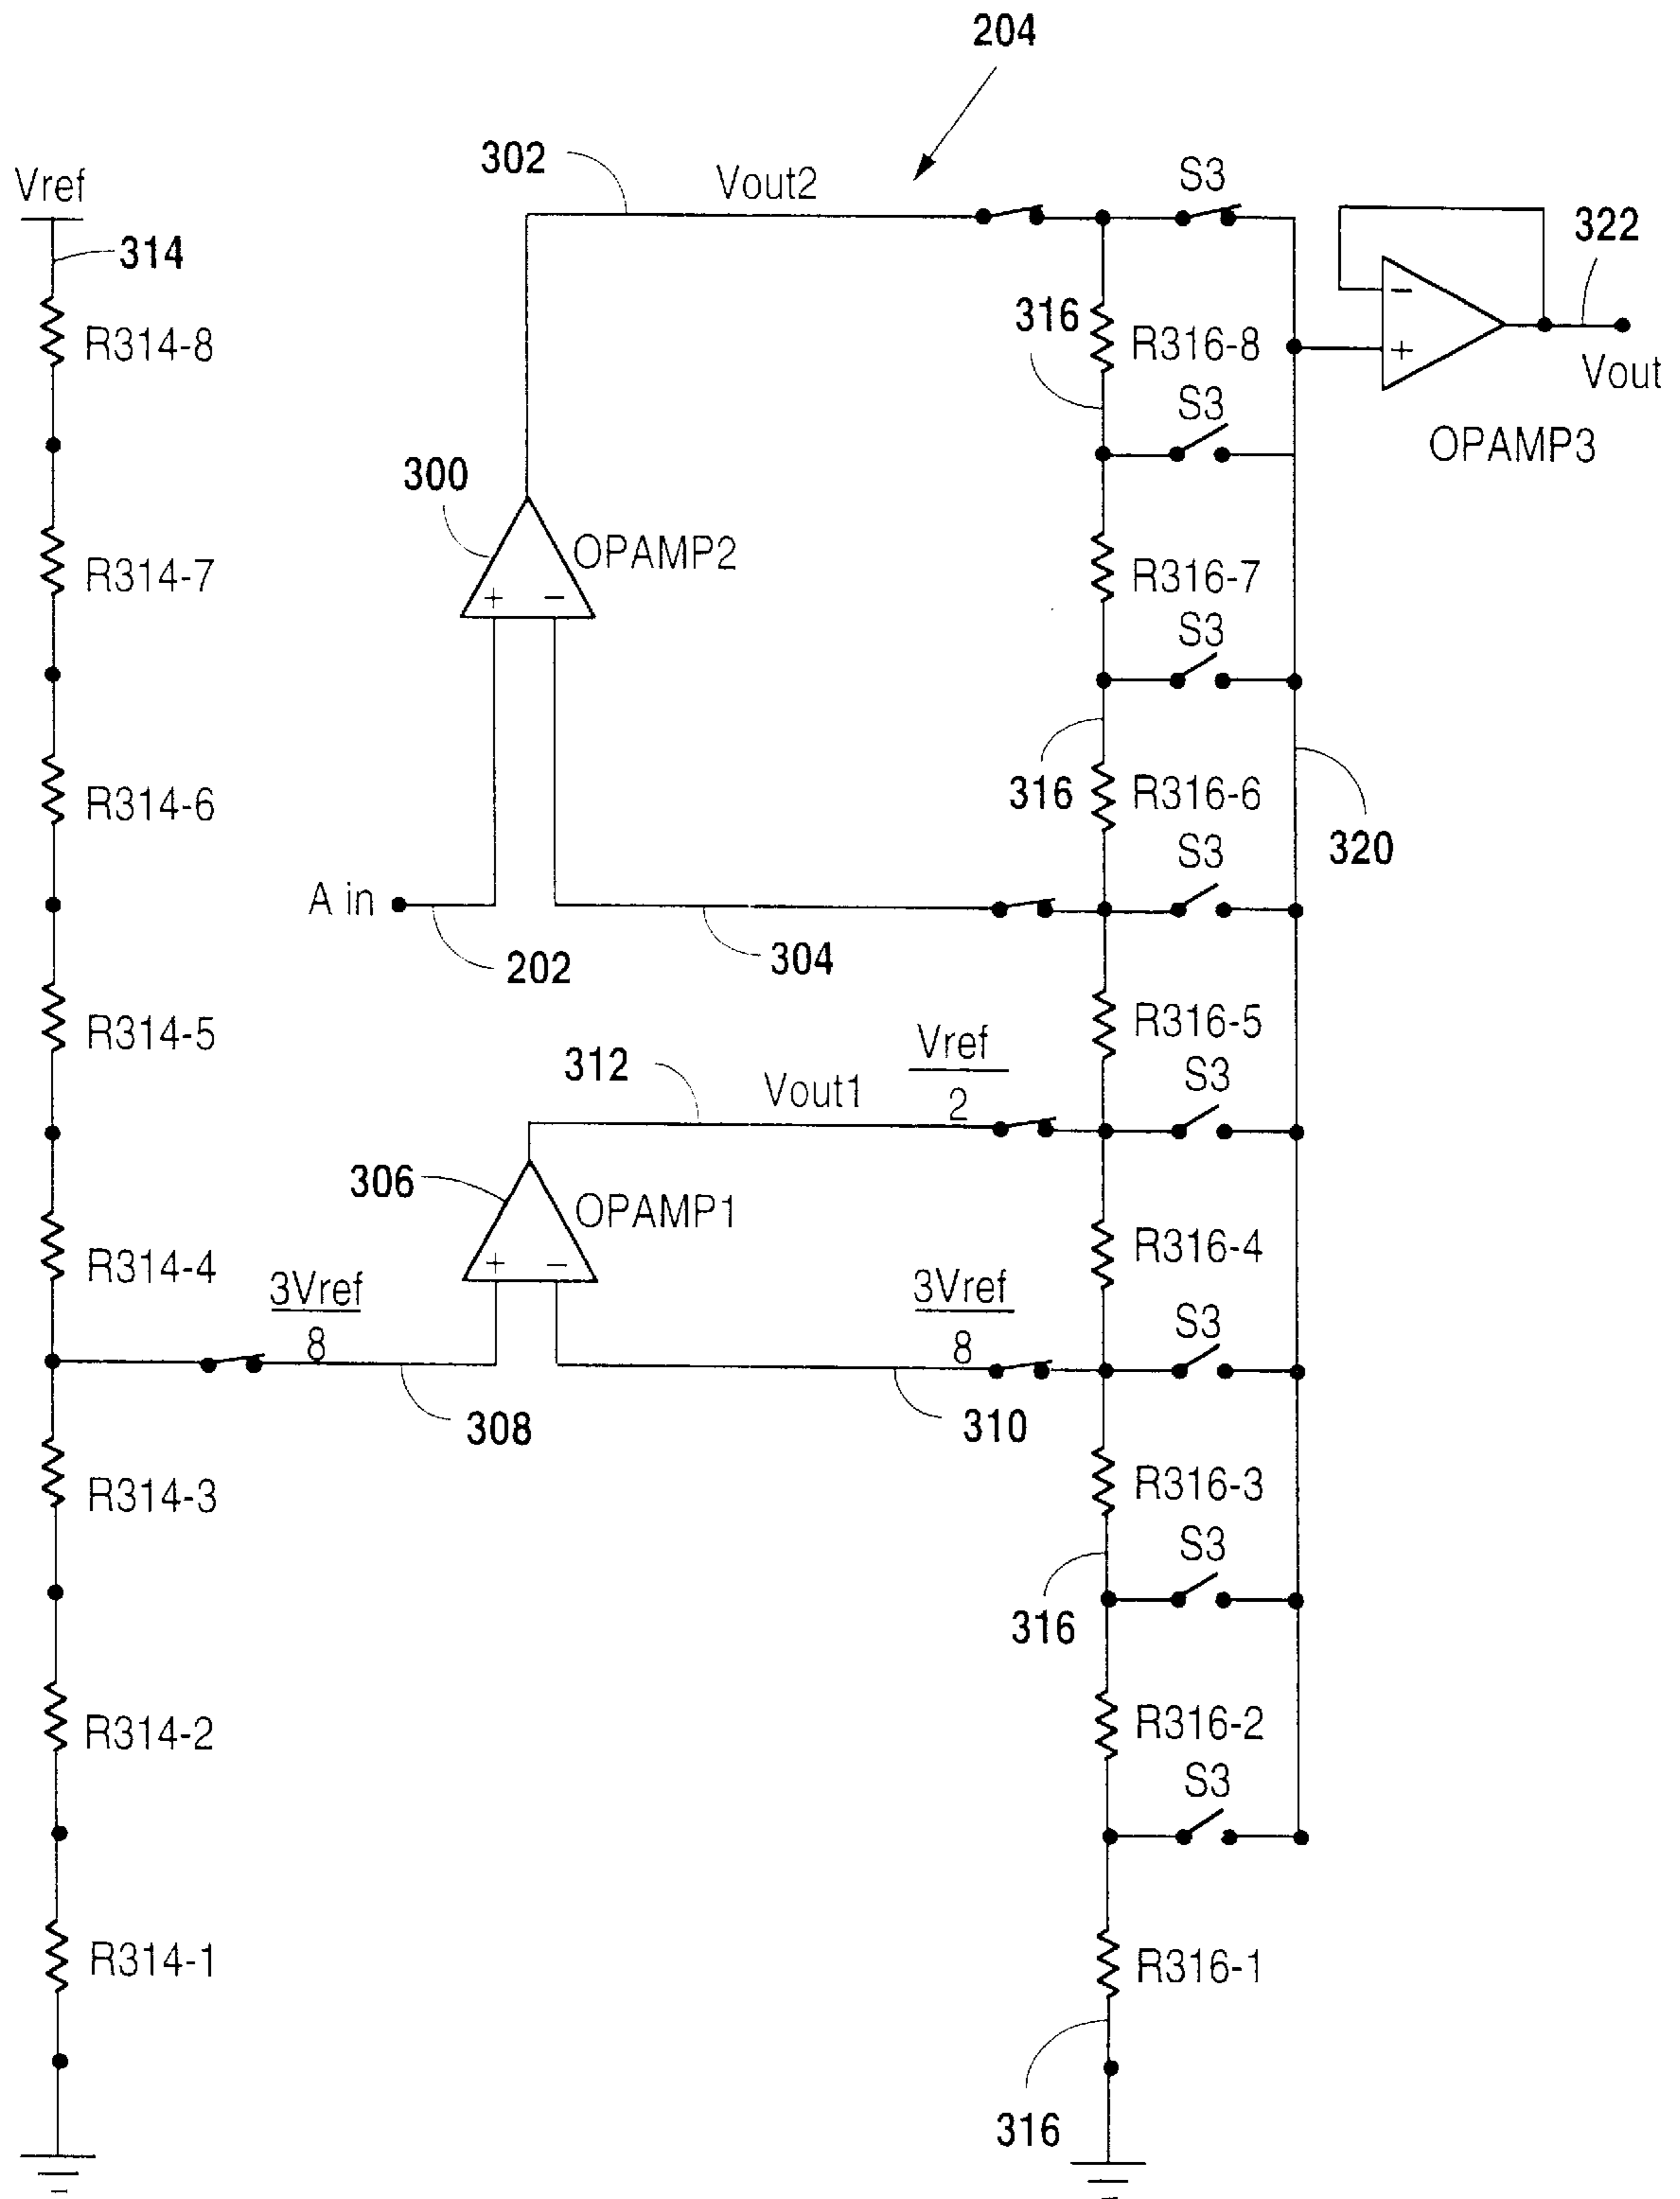 204
302
Vout2
S3
Vref
314
322
316
R314-8
R316-8
Vout
S3
OPAMP3
300
OPAMP2
R314-7
R316-7
S3
316
R314-6
R316-6
S3
320
A in
202
304
R314-5
R316-5
312
Vout1
Vref
2
S3
306
OPAMP1
R314-4
R316-4
3Vref
8
3Vref
8
S3
308
310
R314-3
R316-3
S3
316
R314-2
R316-2
S3
R314-1
R316-1
316